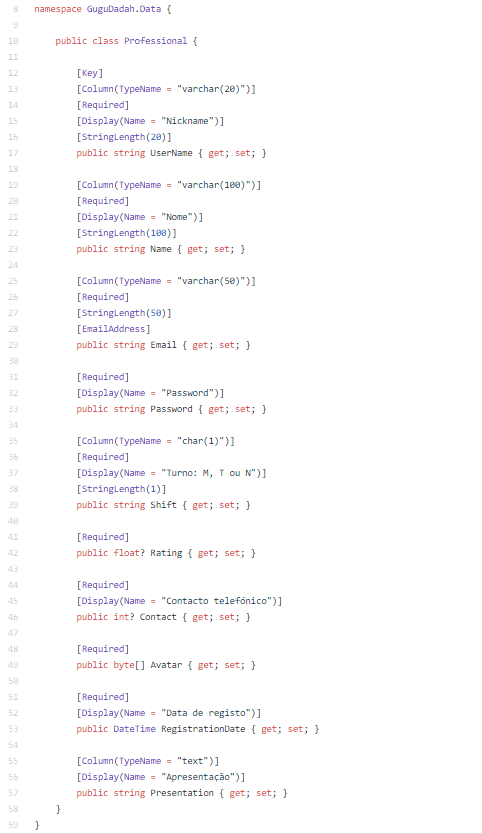 8 namespace GuguDadah.Data {
9
10 public class Professional {
11
12 [Key]
13 [Column(TypeName = "varchar(20)")]
14 [Required]
15 [Display(Name = "Nickname")]
16 [StringLength(20)]
17 public string UserName { get; set; }
18
19 [Column(TypeName = "varchar(100)")]
20 [Required]
21 [Display(Name = "Nome")]
22 [StringLength(100)]
23 public string Name { get; set; }
24
25 [Column(TypeName = "varchar(50)")]
26 [Required]
27 [StringLength(50)]
28 [EmailAddress]
29 public string Email { get; set; }
30
31 [Required]
32 [Display(Name = "Password")]
33 public string Password { get; set; }
34
35 [Column(TypeName = "char(1)")]
36 [Required]
37 [Display(Name = "Turno: M, T ou N")]
38 [StringLength(1)]
39 public string Shift { get; set; }
40
41 [Required]
42 public float? Rating { get; set; }
43
44 [Required]
45 [Display(Name = "Contacto telefónico")]
46 public int? Contact { get; set; }
47
48 [Required]
49 public byte[] Avatar { get; set; }
50
51 [Required]
52 [Display(Name = "Data de registo")]
53 public DateTime RegistrationDate { get; set; }
54
55 [Column(TypeName = "text")]
56 [Display(Name = "Apresentação")]
57 public string Presentation { get; set; }
58 }
59 }